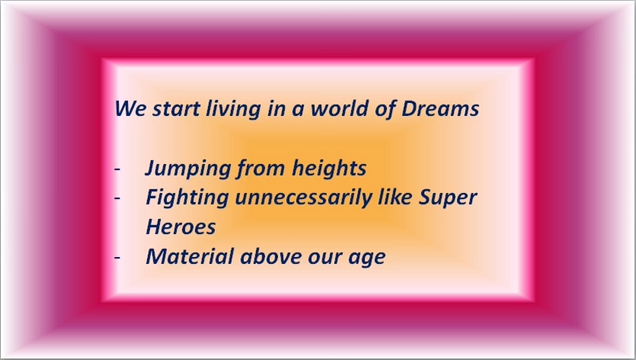 We start living in a world of Dreams
- Jumping from heights
- Fighting unnecessarily like Super
Heroes
- Material above our age